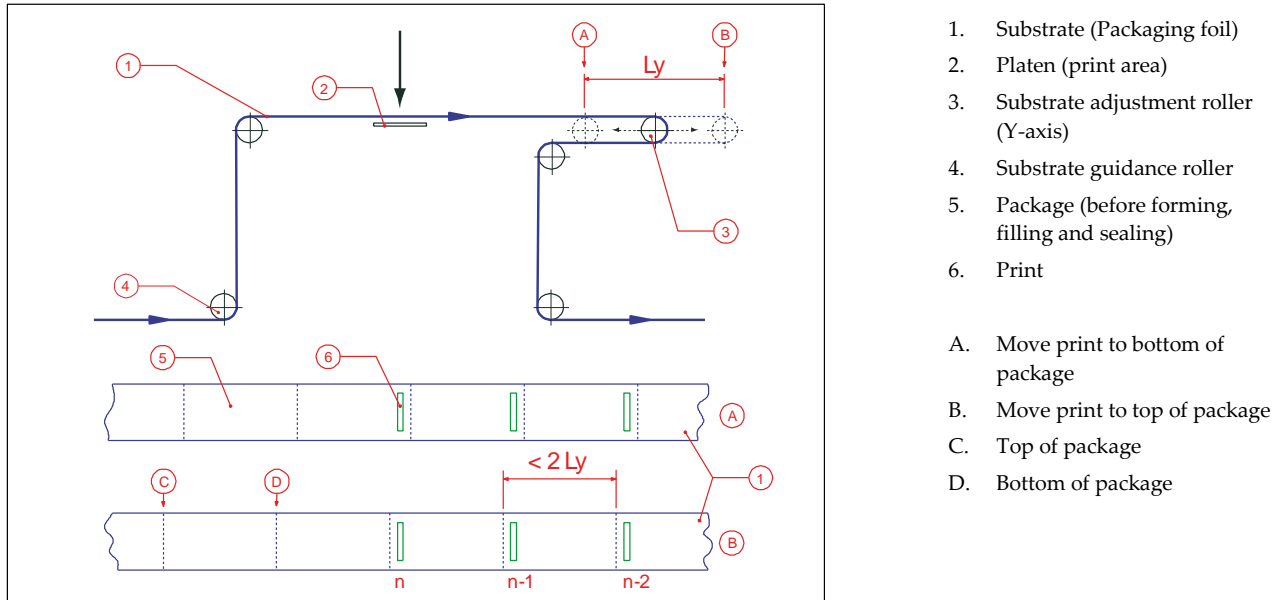 A
B
Ly
1
2
3
4
5
6
A
C
D
< 2 Ly
1
B
n
n-1
n-2
1. Substrate (Packaging foil)
2. Platen (print area)
3. Substrate adjustment roller
(Y-axis)
4. Substrate guidance roller
5. Package (before forming,
filling and sealing)
6. Print
A. Move print to bottom of
package
B. Move print to top of package
C. Top of package
D. Bottom of package